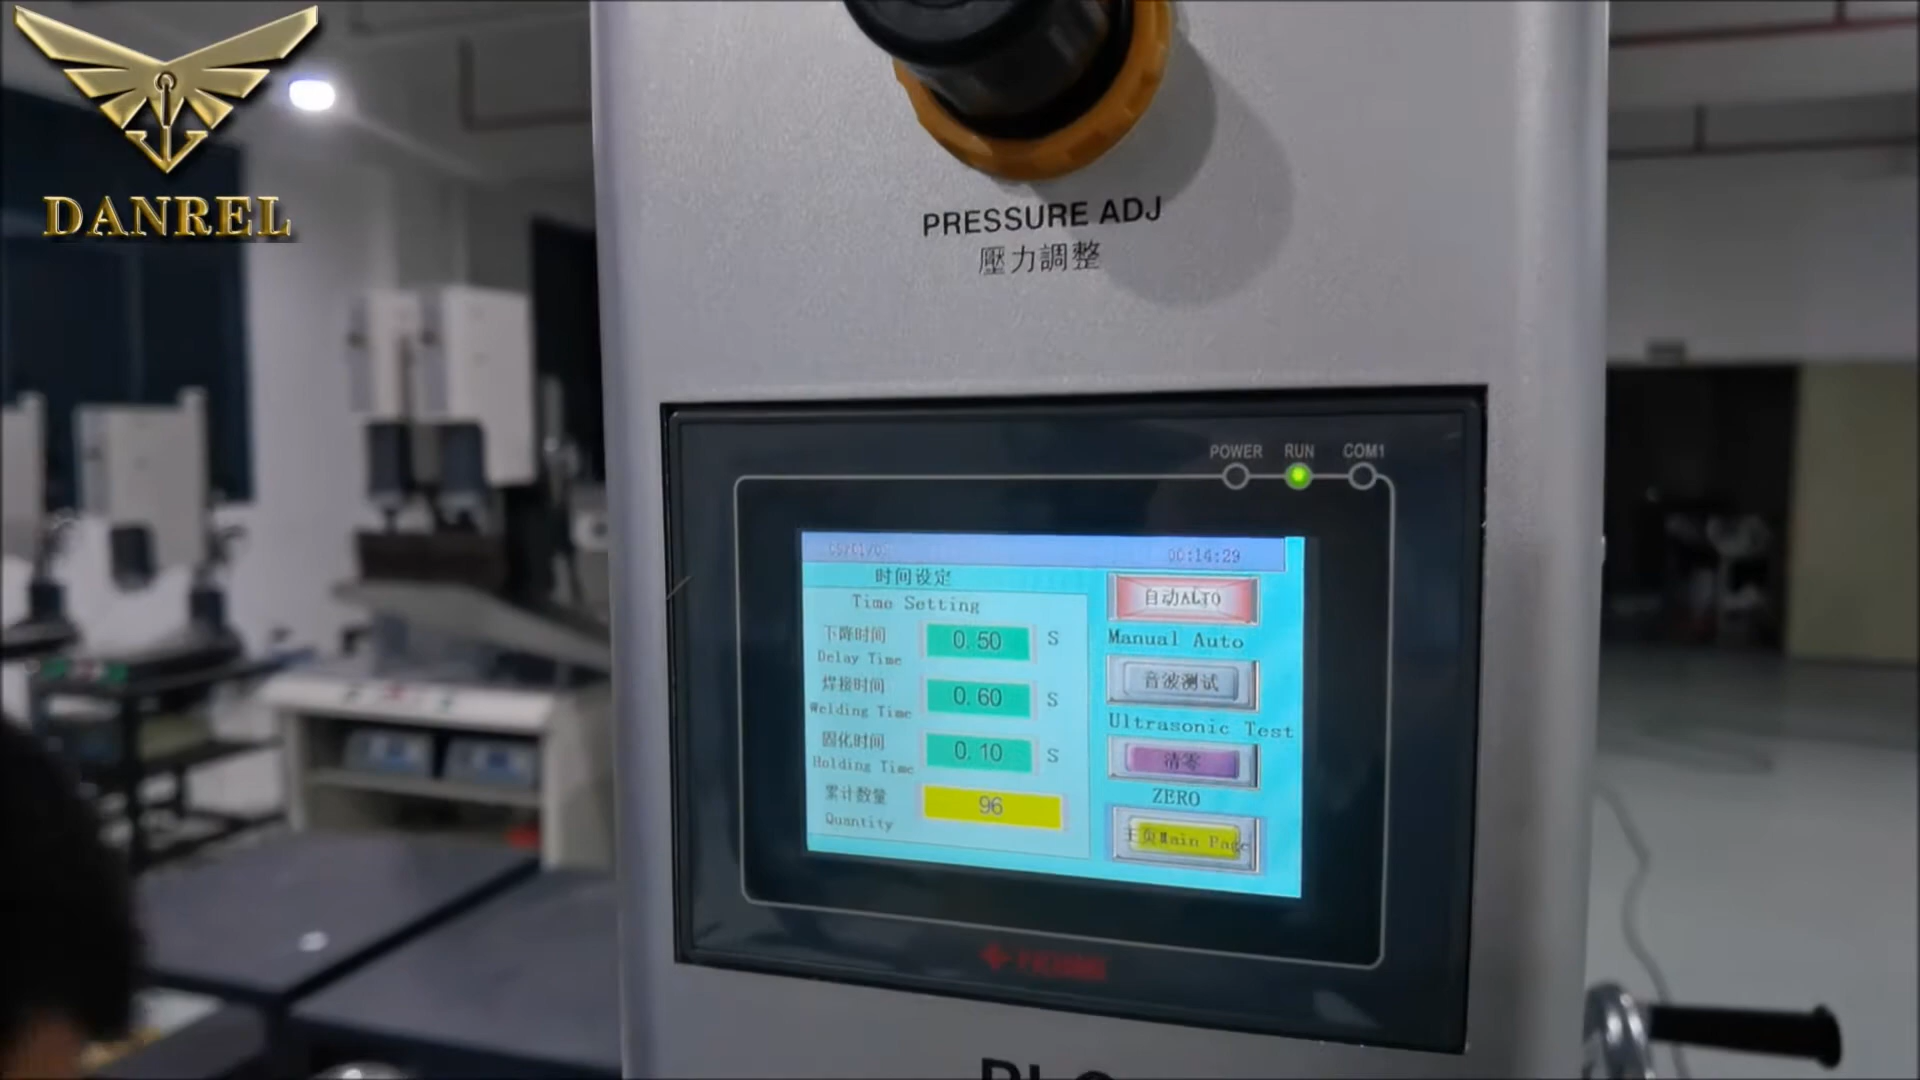 DANREL
PRESSURE ADJ
壓力調整
POWER RUN COM1
00:14:29
时间设定
Time Setting
自动AUTO
Manual Auto
下降时间
Delay Time
0.50 S
音波测试
Ultrasonic Test
焊接时间
Welding Time
0.60 S
清零
ZERO
固化时间
Holding Time
0.10 S
主页Main Page
累计数量
Quantity
96